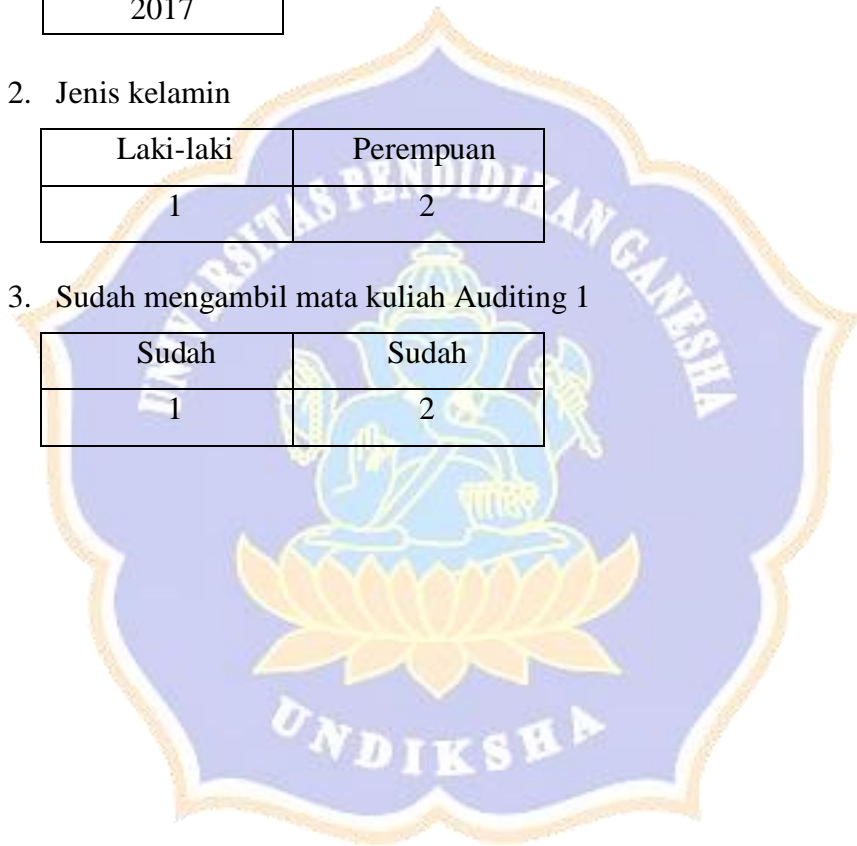 2017
2. Jenis kelamin
Laki-laki Perempuan
1 2
3. Sudah mengambil mata kuliah Auditing 1
Sudah Sudah
1 2
UNIVERSITAS PENDIDIKAN GANESHA
UNDIKSHA